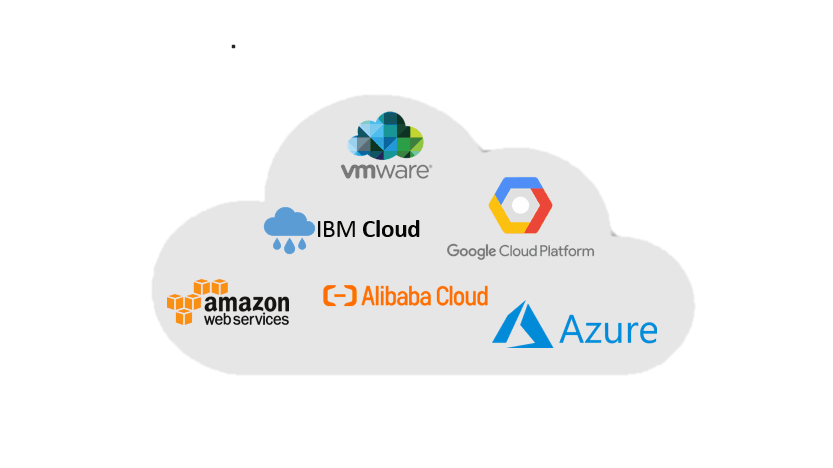 vmware®
IBM Cloud
Google Cloud Platform
amazon
web services
Alibaba Cloud
Azure